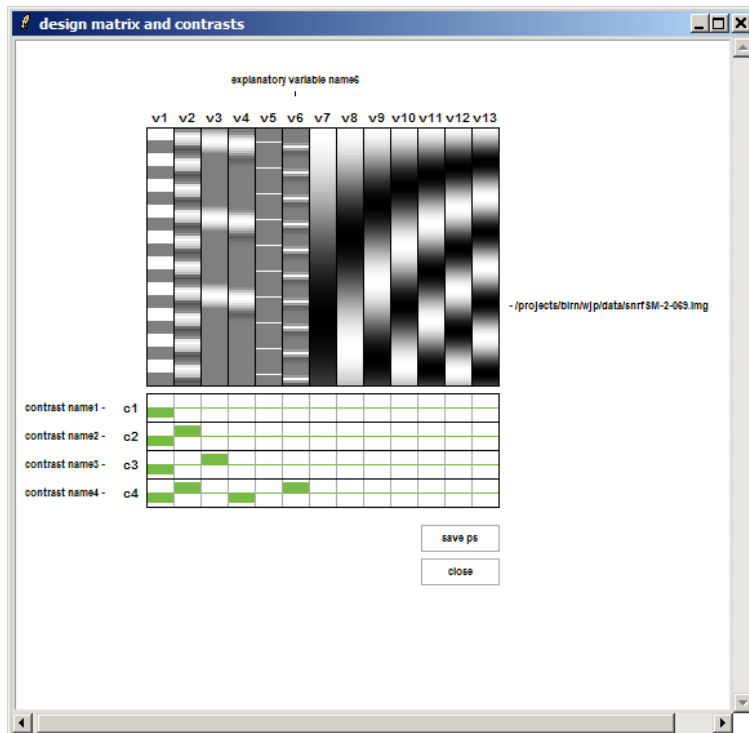 design matrix and contrasts
explanatory variable name6
v1 v2 v3 v4 v5 v6 v7 v8 v9 v10 v11 v12 v13
- /projects/birn/wjp/data/snrfSM-2-069.img
contrast name1 - c1
contrast name2 - c2
contrast name3 - c3
contrast name4 - c4
save ps
close